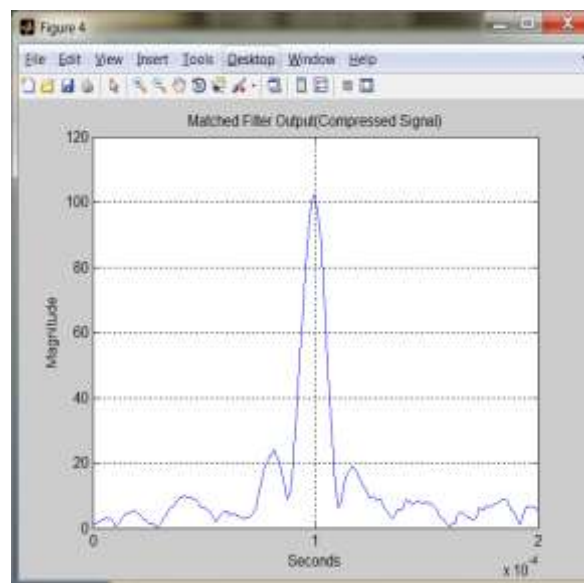 Figure 4
File Edit View Insert Tools Desktop Window Help
Matched Filter Output(Compressed Signal)
120
100
80
60
40
20
0
Magnitude
0 1 2
Seconds
x 10^-4